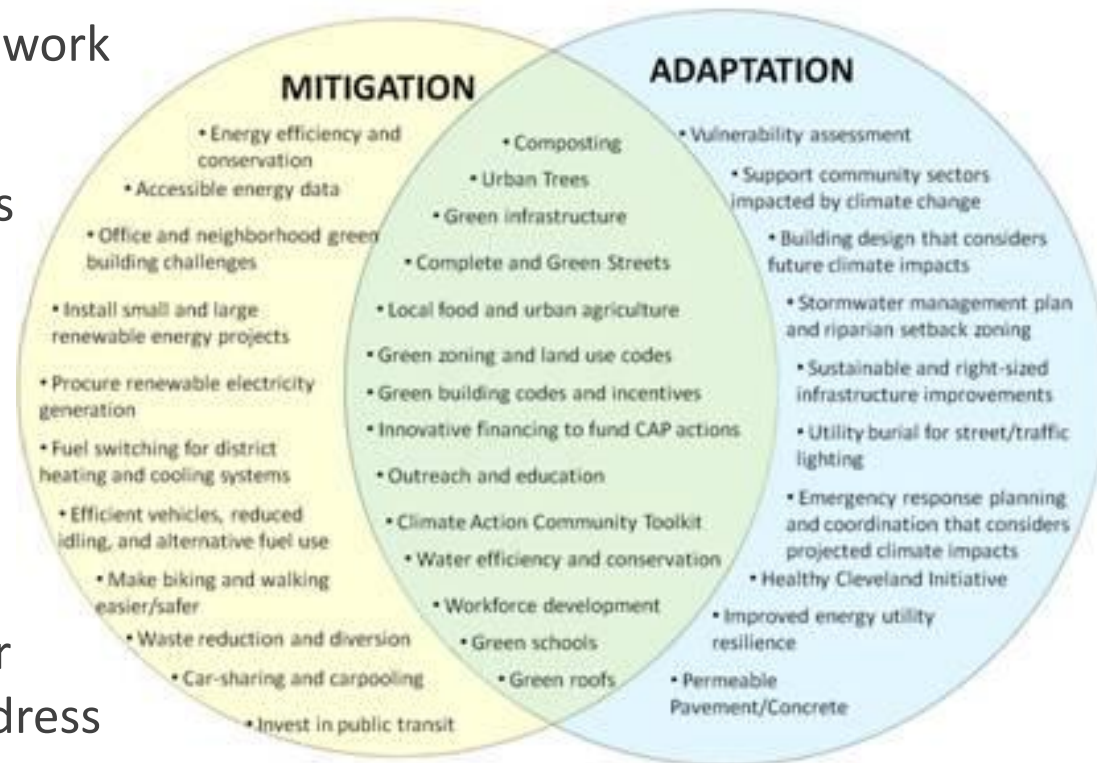 work
s
r
dress
MITIGATION
• Energy efficiency and
conservation
• Accessible energy data
• Office and neighborhood green
building challenges
• Install small and large
renewable energy projects
• Procure renewable electricity
generation
• Fuel switching for district
heating and cooling systems
• Efficient vehicles, reduced
idling, and alternative fuel use
• Make biking and walking
easier/safer
• Waste reduction and diversion
• Car-sharing and carpooling
• Invest in public transit
• Composting
• Urban Trees
• Green infrastructure
• Complete and Green Streets
• Local food and urban agriculture
• Green zoning and land use codes
• Green building codes and incentives
• Innovative financing to fund CAP actions
• Outreach and education
• Climate Action Community Toolkit
• Water efficiency and conservation
• Workforce development
• Green schools
• Green roofs
ADAPTATION
• Vulnerability assessment
• Support community sectors
impacted by climate change
• Building design that considers
future climate impacts
• Stormwater management plan
and riparian setback zoning
• Sustainable and right-sized
infrastructure improvements
• Utility burial for street/traffic
lighting
• Emergency response planning
and coordination that considers
projected climate impacts
• Healthy Cleveland Initiative
• Improved energy utility
resilience
• Permeable
Pavement/Concrete